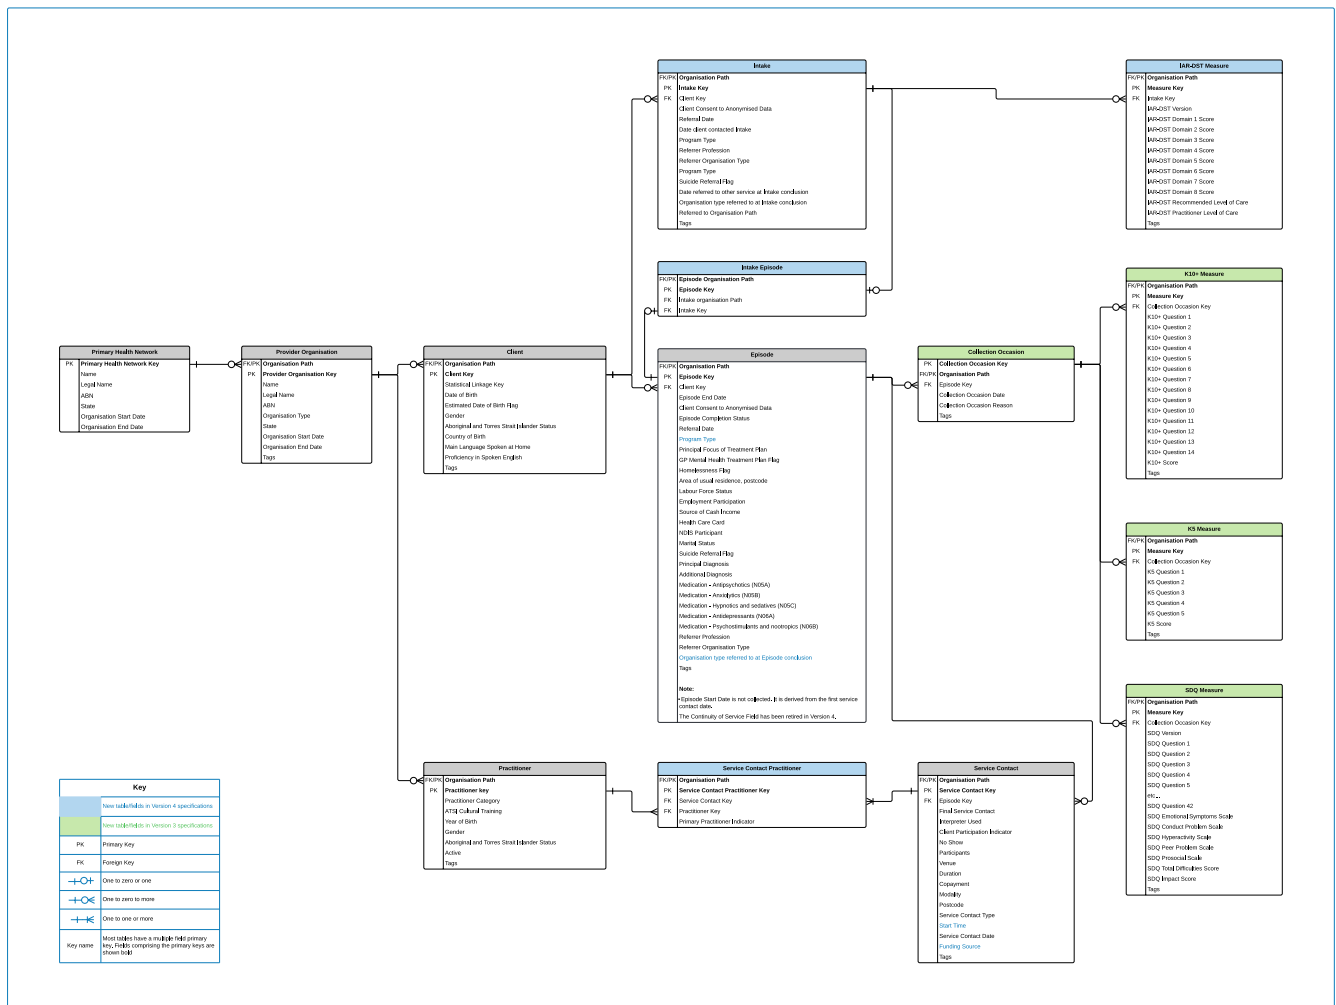 Intake
FK/PK Organisation Path
PK Intake Key
FK Client Key
Client Consent to Anonymised Data
Referral Date
Date client contacted Intake
Program Type
Referrer Profession
Referrer Organisation Type
Program Type
Suicide Referral Flag
Date referred to other service at Intake conclusion
Organisation type referred to at Intake conclusion
Referred to Organisation Path
Tags
IAR-DST Measure
FK/PK Organisation Path
PK Measure Key
FK Intake Key
IAR-DST Version
IAR-DST Domain 1 Score
IAR-DST Domain 2 Score
IAR-DST Domain 3 Score
IAR-DST Domain 4 Score
IAR-DST Domain 5 Score
IAR-DST Domain 6 Score
IAR-DST Domain 7 Score
IAR-DST Domain 8 Score
IAR-DST Recommended Level of Care
IAR-DST Practitioner Level of Care
Tags
Intake Episode
FK/PK Episode Organisation Path
PK Episode Key
FK Intake organisation Path
FK Intake Key
K10+ Measure
FK/PK Organisation Path
PK Measure Key
FK Collection Occasion Key
K10+ Question 1
K10+ Question 2
K10+ Question 3
K10+ Question 4
K10+ Question 5
K10+ Question 6
K10+ Question 7
K10+ Question 8
K10+ Question 9
K10+ Question 10
K10+ Question 11
K10+ Question 12
K10+ Question 13
K10+ Question 14
K10+ Score
Tags
Primary Health Network
PK Primary Health Network Key
Name
Legal Name
ABN
State
Organisation Start Date
Organisation End Date
Provider Organisation
FK/PK Organisation Path
PK Provider Organisation Key
Name
Legal Name
ABN
Organisation Type
State
Organisation Start Date
Organisation End Date
Tags
Client
FK/PK Organisation Path
PK Client Key
Statistical Linkage Key
Date of Birth
Estimated Date of Birth Flag
Gender
Aboriginal and Torres Strait Islander Status
Country of Birth
Main Language Spoken at Home
Proficiency in Spoken English
Tags
Episode
FK/PK Organisation Path
PK Episode Key
FK Client Key
Episode End Date
Client Consent to Anonymised Data
Episode Completion Status
Referral Date
Program Type
Principal Focus of Treatment Plan
GP Mental Health Treatment Plan Flag
Homelessness Flag
Area of usual residence, postcode
Labour Force Status
Employment Participation
Source of Cash Income
Health Care Card
NDIS Participant
Marital Status
Suicide Referral Flag
Principal Diagnosis
Additional Diagnosis
Medication - Antipsychotics (N05A)
Medication - Anxiolytics (N05B)
Medication - Hypnotics and sedatives (N05C)
Medication - Antidepressants (N06A)
Medication - Psychostimulants and nootropics (N06B)
Referrer Profession
Referrer Organisation Type
Organisation type referred to at Episode conclusion
Tags
Note:
• Episode Start Date is not collected. It is derived from the first service
contact date.
The Continuity of Service Field has been retired in Version 4.
Collection Occasion
PK Collection Occasion Key
FK/PK Organisation Path
FK Episode Key
Collection Occasion Date
Collection Occasion Reason
Tags
K5 Measure
FK/PK Organisation Path
PK Measure Key
FK Collection Occasion Key
K5 Question 1
K5 Question 2
K5 Question 3
K5 Question 4
K5 Question 5
K5 Score
Tags
SDQ Measure
FK/PK Organisation Path
PK Measure Key
FK Collection Occasion Key
SDQ Version
SDQ Question 1
SDQ Question 2
SDQ Question 3
SDQ Question 4
SDQ Question 5
etc...
SDQ Question 42
SDQ Emotional Symptoms Scale
SDQ Conduct Problem Scale
SDQ Hyperactivity Scale
SDQ Peer Problem Scale
SDQ Prosocial Scale
SDQ Total Difficulties Score
SDQ Impact Score
Tags
Practitioner
FK/PK Organisation Path
PK Practitioner key
Practitioner Category
ATSI Cultural Training
Year of Birth
Gender
Aboriginal and Torres Strait Islander Status
Active
Tags
Service Contact Practitioner
FK/PK Organisation Path
PK Service Contact Practitioner Key
FK Service Contact Key
FK Practitioner Key
Primary Practitioner Indicator
Service Contact
FK/PK Organisation Path
PK Service Contact Key
FK Episode Key
Final Service Contact
Interpreter Used
Client Participation Indicator
No Show
Participants
Venue
Duration
Copayment
Modality
Postcode
Service Contact Type
Start Time
Service Contact Date
Funding Source
Tags
Key
New table/fields in Version 4 specifications
New table/fields in Version 3 specifications
PK Primary Key
FK Foreign Key
One to zero or one
One to zero to more
One to one or more
Key name Most tables have a multiple field primary
key. Fields comprising the primary keys are
shown bold